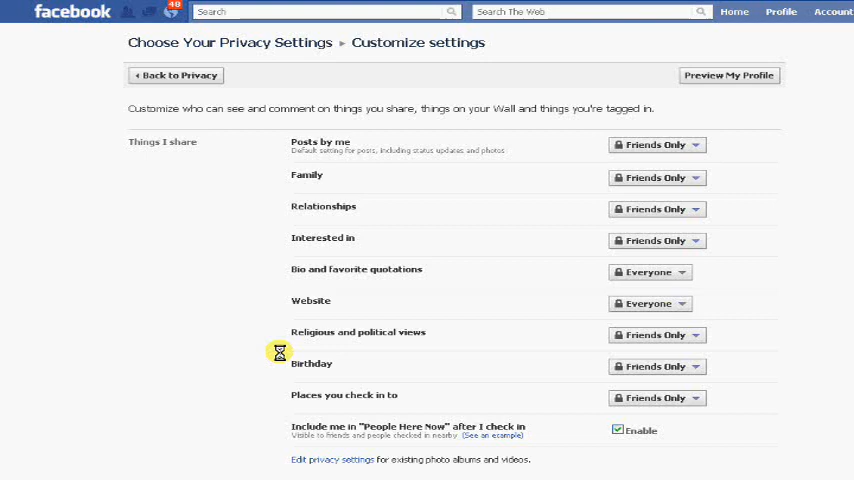 facebook 48 Search Search The Web Home Profile Account
Choose Your Privacy Settings ▸ Customize settings
Back to Privacy Preview My Profile
Customize who can see and comment on things you share, things on your Wall and things you're tagged in.
Things I share Posts by me Friends Only
Default setting for posts, including status updates and photos
Family Friends Only
Relationships Friends Only
Interested in Friends Only
Bio and favorite quotations Everyone
Website Everyone
Religious and political views Friends Only
Birthday Friends Only
Places you check in to Friends Only
Include me in "People Here Now" after I check in Enable
Visible to friends and people checked in nearby (See an example)
Edit privacy settings for existing photo albums and videos.